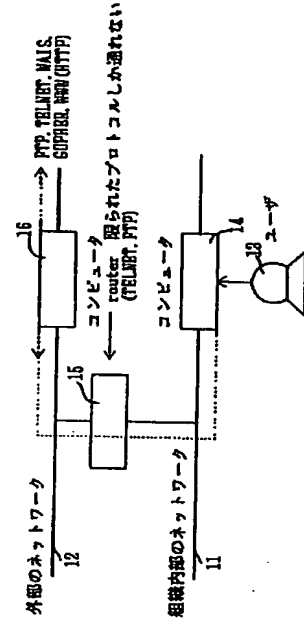 外部のネットワーク
12
16
FTP, TELNET, WAIS,
GOPHER, WWW(HTTP)
コンピュータ
router 限られたプロトコルしか通れない
(TELNET, FTP)
15
組織内部のネットワーク
11
コンピュータ
14
13
ユーザ